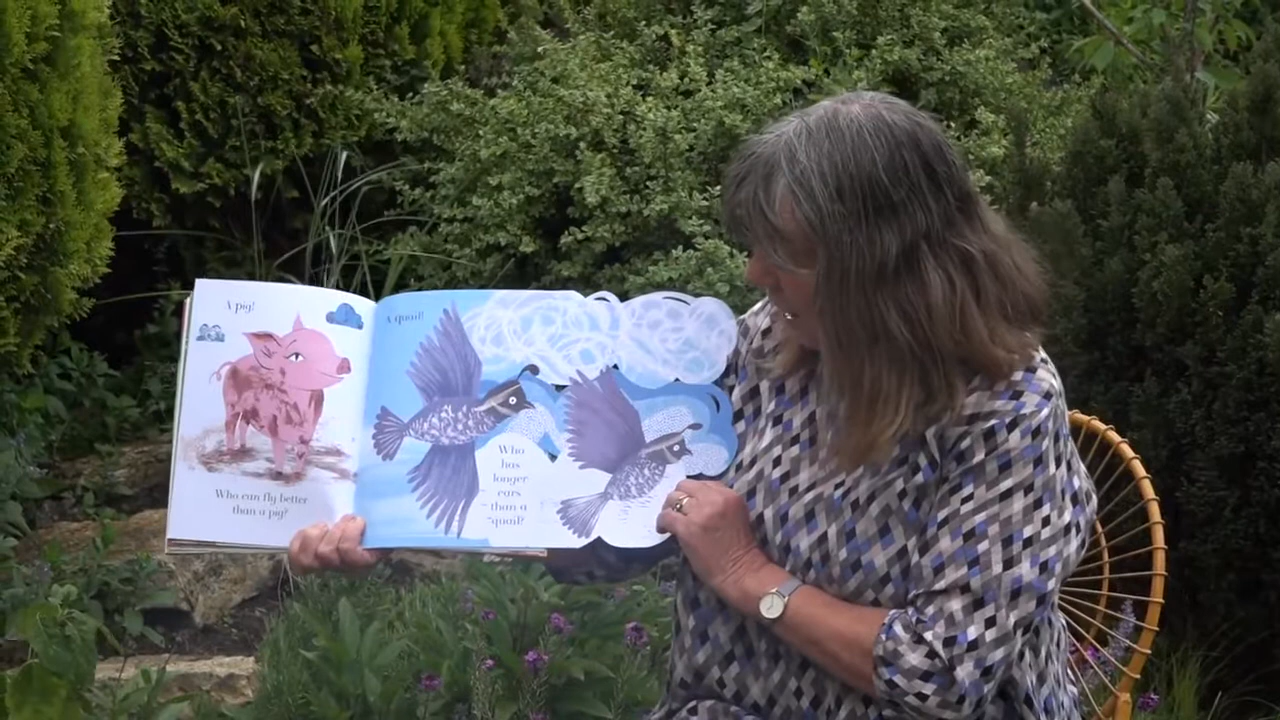 A pig!
Who can fly better
than a pig?
A quail!
Who
has
longer
ears
than a
quail?